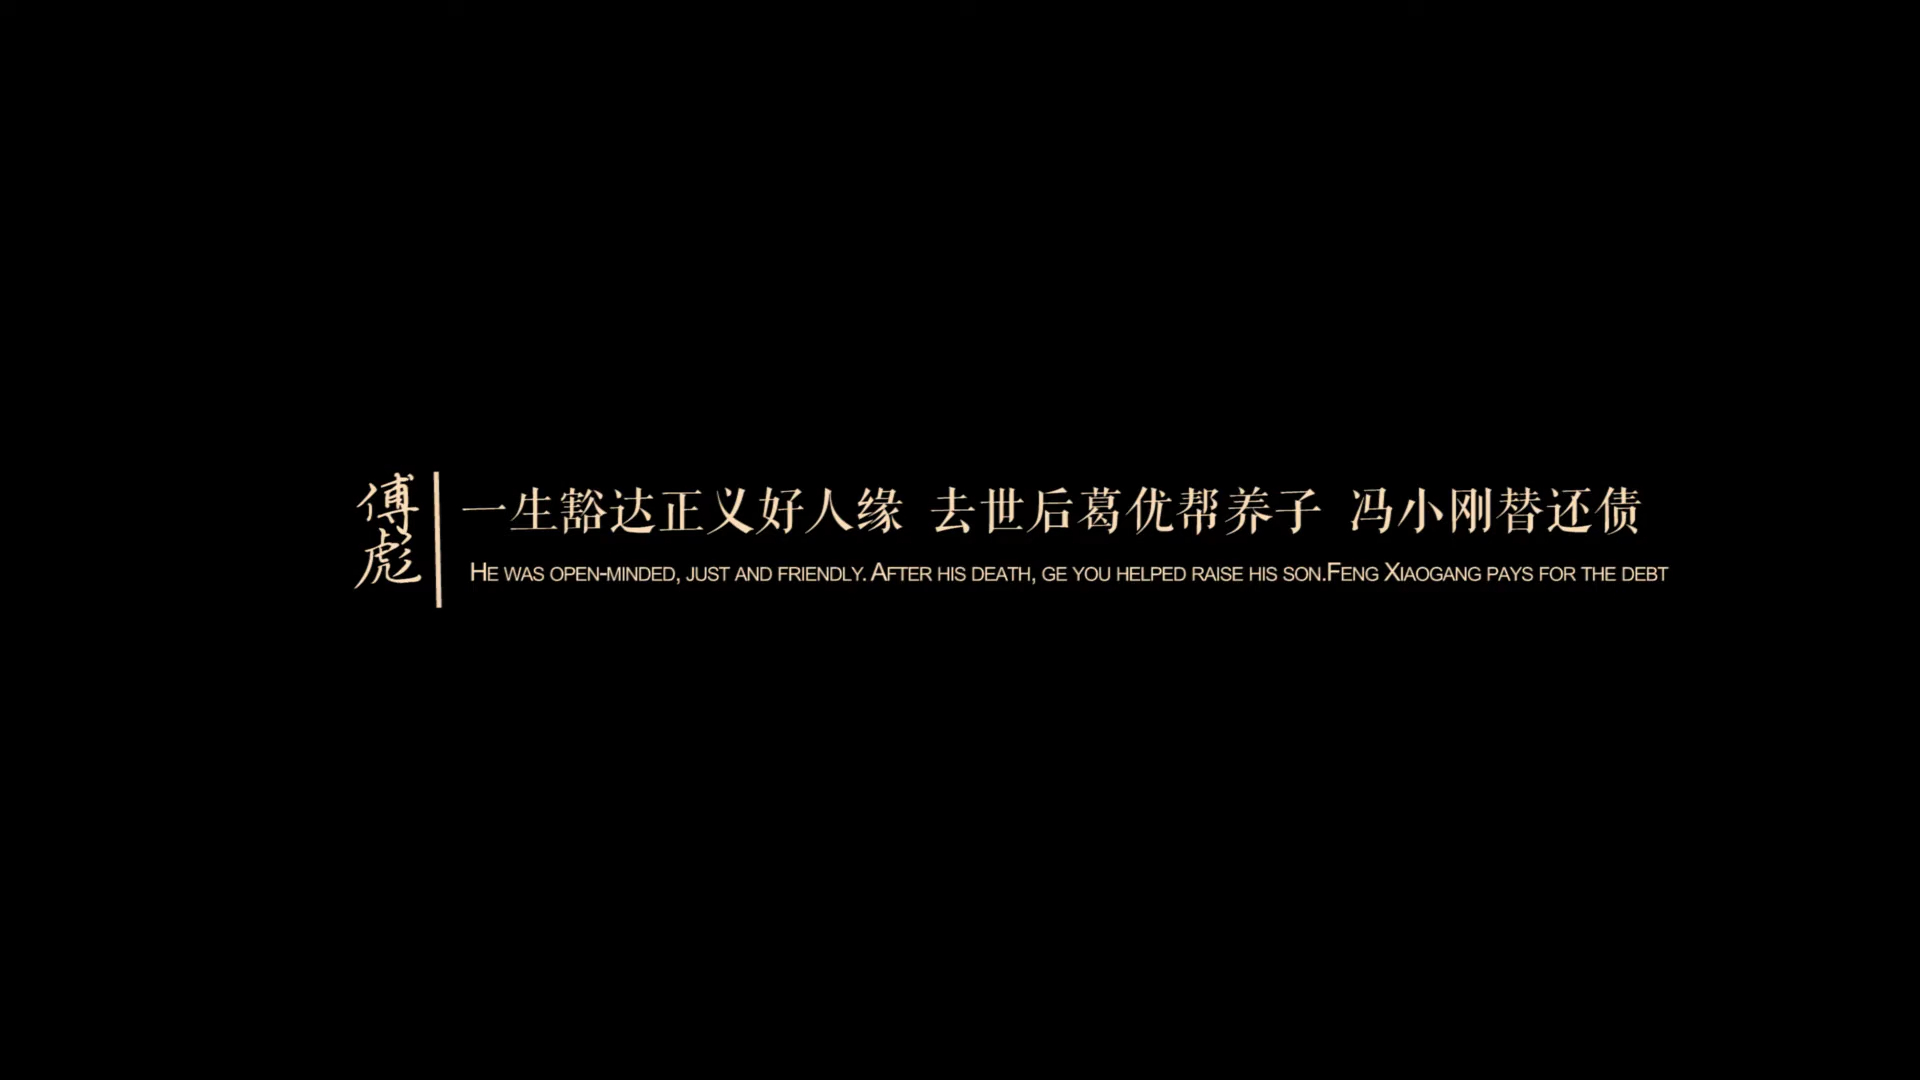 傅彪
一生豁达正义好人缘 去世后葛优帮养子 冯小刚替还债
HE WAS OPEN-MINDED, JUST AND FRIENDLY. AFTER HIS DEATH, GE YOU HELPED RAISE HIS SON.FENG XIAOGANG PAYS FOR THE DEBT